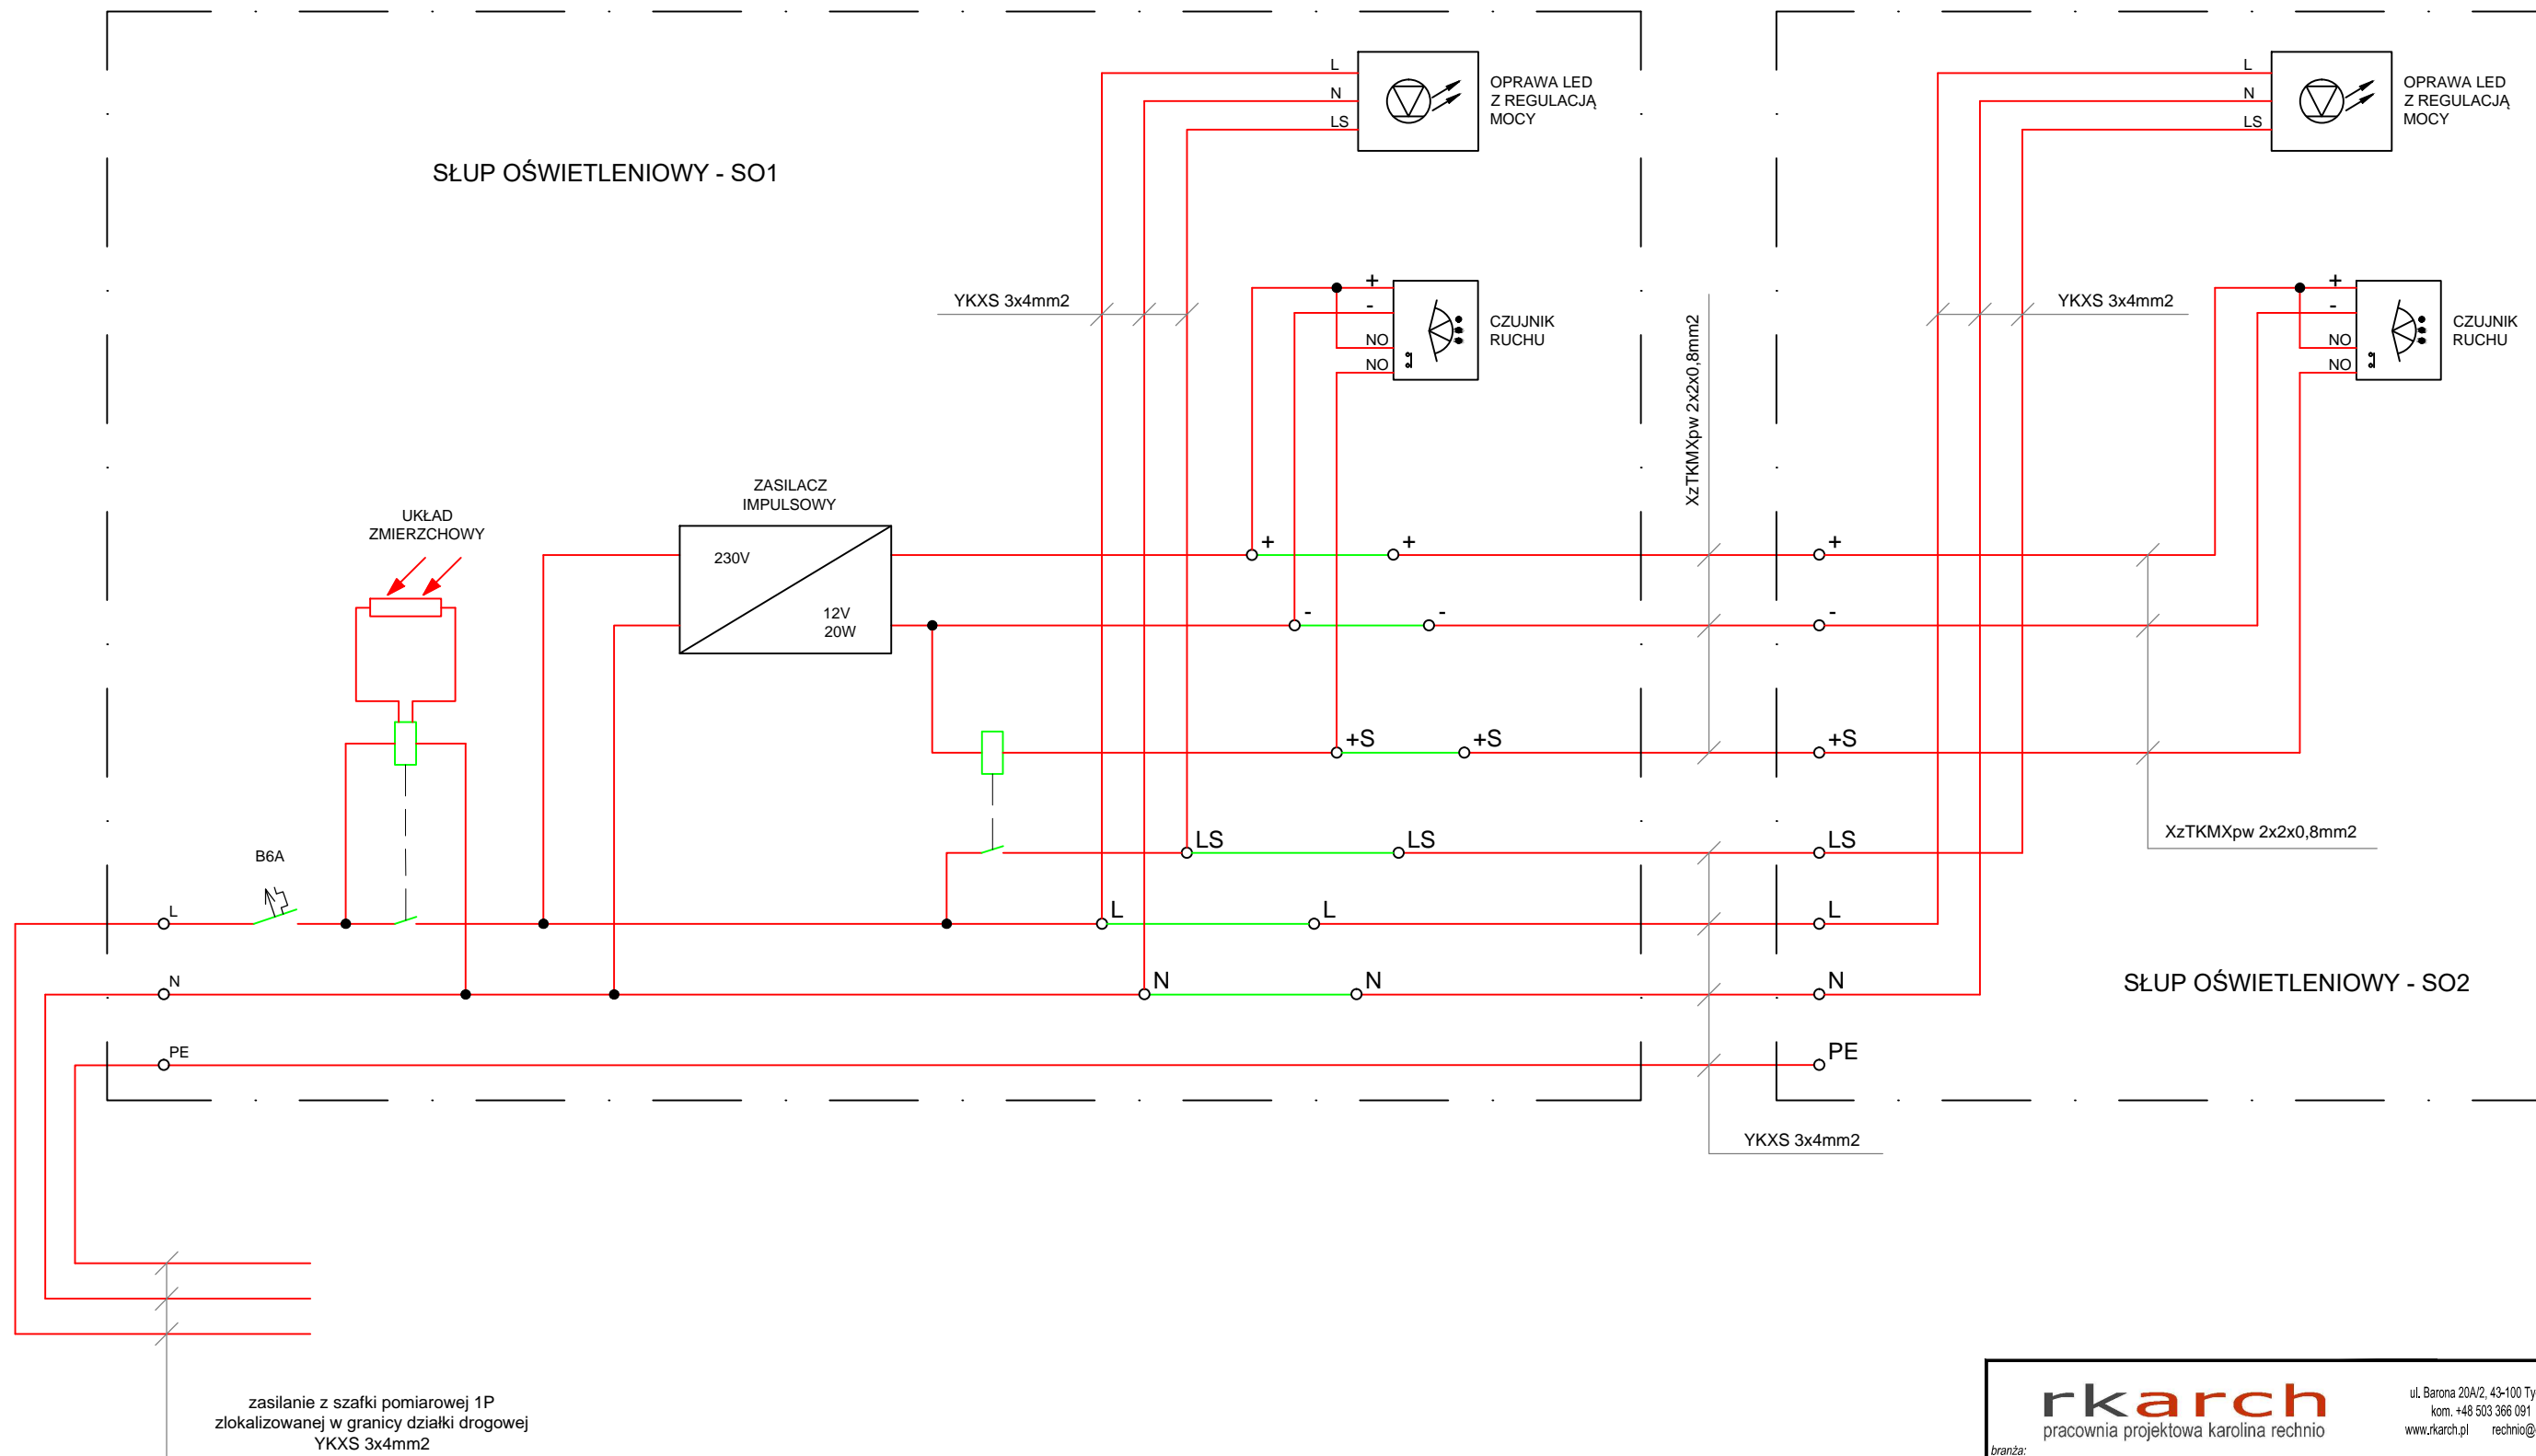 SŁUP OŚWIETLENIOWY - SO1
L
N
LS
OPRAWA LED
Z REGULACJĄ
MOCY
L
N
LS
OPRAWA LED
Z REGULACJĄ
MOCY
YKXS 3x4mm2
+
-
NO
NO
CZUJNIK
RUCHU
XzTKMXpw 2x2x0,8mm2
YKXS 3x4mm2
+
-
NO
NO
CZUJNIK
RUCHU
UKŁAD
ZMIERZCHOWY
ZASILACZ
IMPULSOWY
230V
12V
20W
+
+
+
-
-
-
+S
+S
+S
XzTKMXpw 2x2x0,8mm2
B6A
LS
LS
LS
L
L
L
L
N
N
N
N
SŁUP OŚWIETLENIOWY - SO2
PE
PE
YKXS 3x4mm2
zasilanie z szafki pomiarowej 1P
zlokalizowanej w granicy działki drogowej
YKXS 3x4mm2
rkarch
pracownia projektowa karolina rechnio
ul. Barona 20A/2, 43-100 Ty
kom. +48 503 366 091
www.rkarch.pl rechnio@
branża: